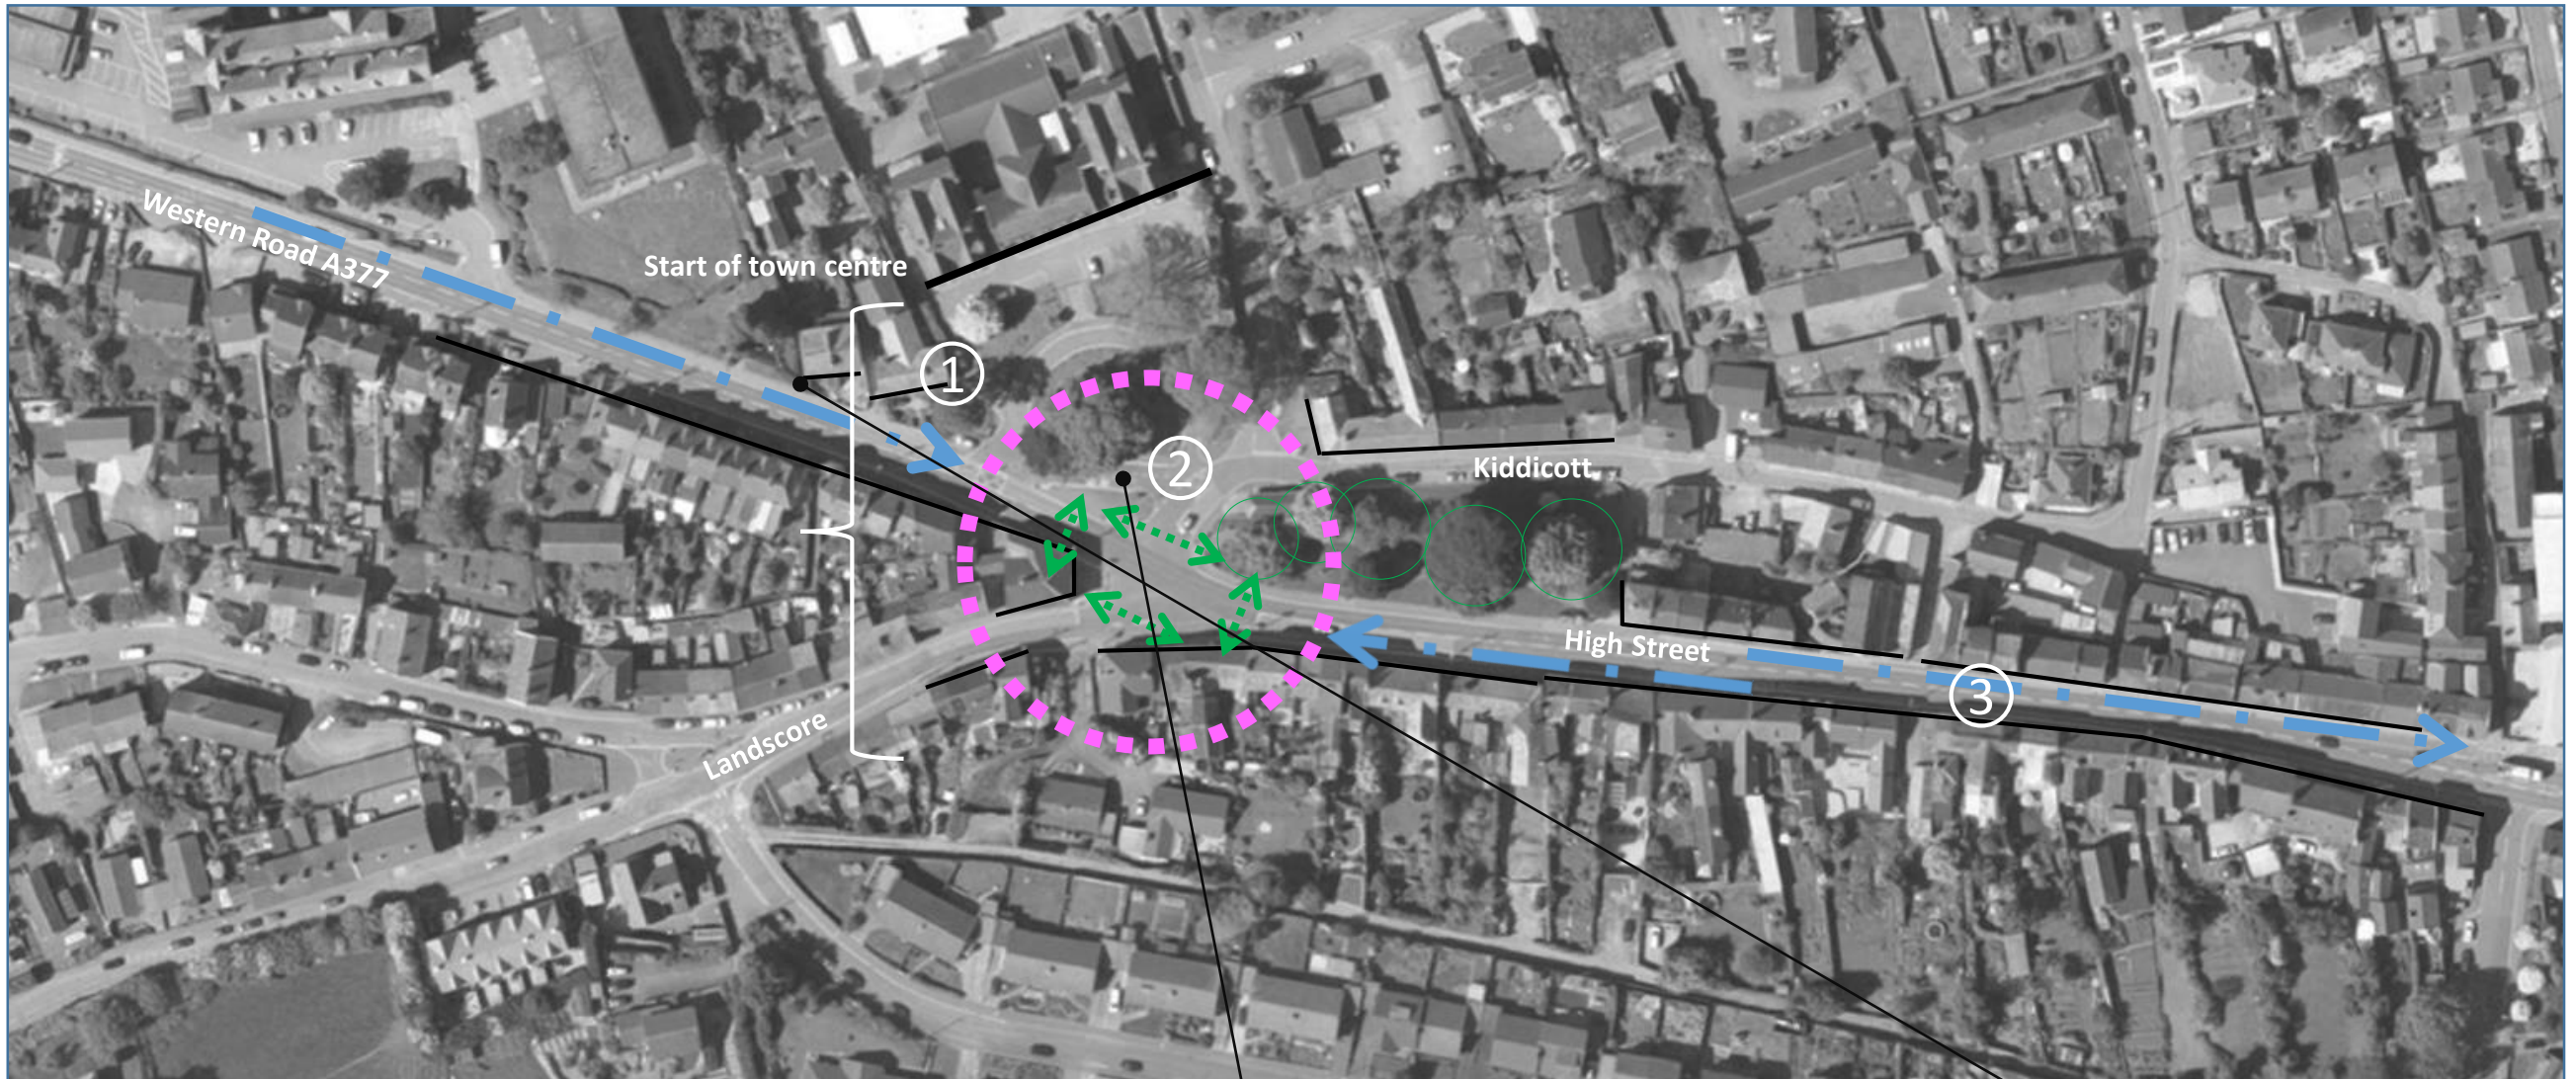 Western Road A377
Start of town centre
1
2
Kiddicott
High Street
3
Landscore